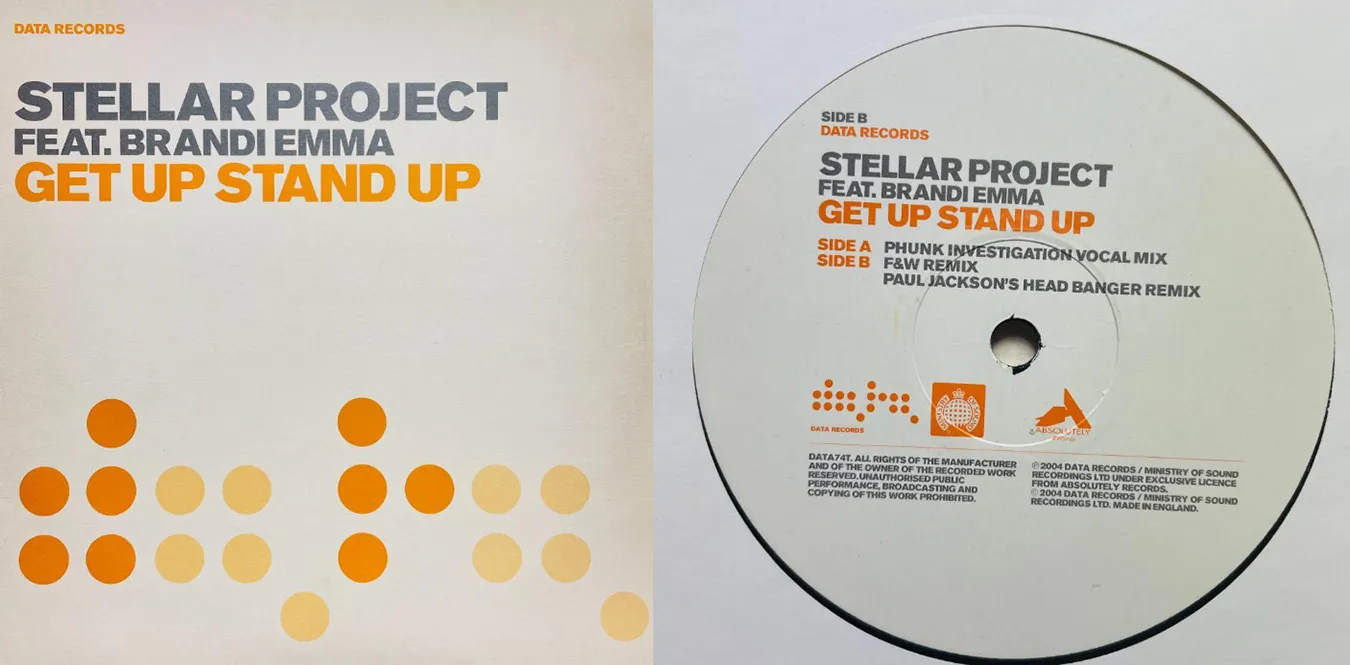 DATA RECORDS
STELLAR PROJECT
FEAT. BRANDI EMMA
GET UP STAND UP
SIDE B
DATA RECORDS
STELLAR PROJECT
FEAT. BRANDI EMMA
GET UP STAND UP
SIDE A PHUNK INVESTIGATION VOCAL MIX
SIDE B F&W REMIX
PAUL JACKSON'S HEAD BANGER REMIX
DATA RECORDS
MINISTRY OF SOUND
ABSOLUTELY
DATA74T. ALL RIGHTS OF THE MANUFACTURER
AND OF THE OWNER OF THE RECORDED WORK
RESERVED. UNAUTHORISED PUBLIC
PERFORMANCE, BROADCASTING AND
COPYING OF THIS WORK PROHIBITED.
℗ 2004 DATA RECORDS / MINISTRY OF SOUND
RECORDINGS LTD UNDER EXCLUSIVE LICENCE
FROM ABSOLUTELY RECORDS.
© 2004 DATA RECORDS / MINISTRY OF SOUND
RECORDINGS LTD. MADE IN ENGLAND.